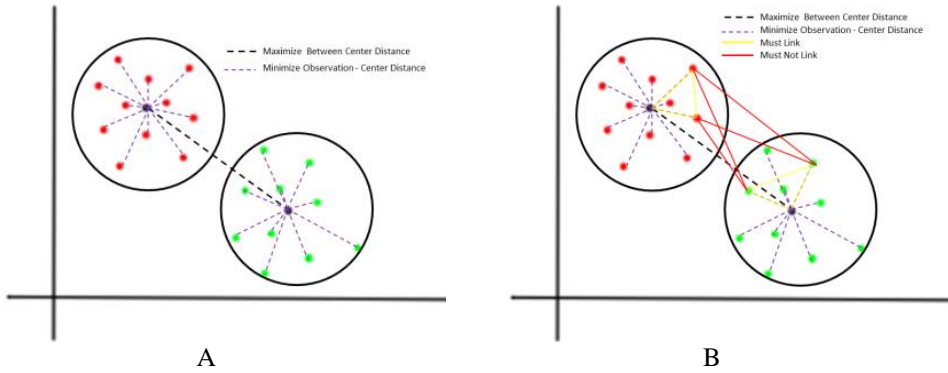 Maximize Between Center Distance
Minimize Observation - Center Distance
Maximize Between Center Distance
Minimize Observation - Center Distance
Must Link
Must Not Link
A
B